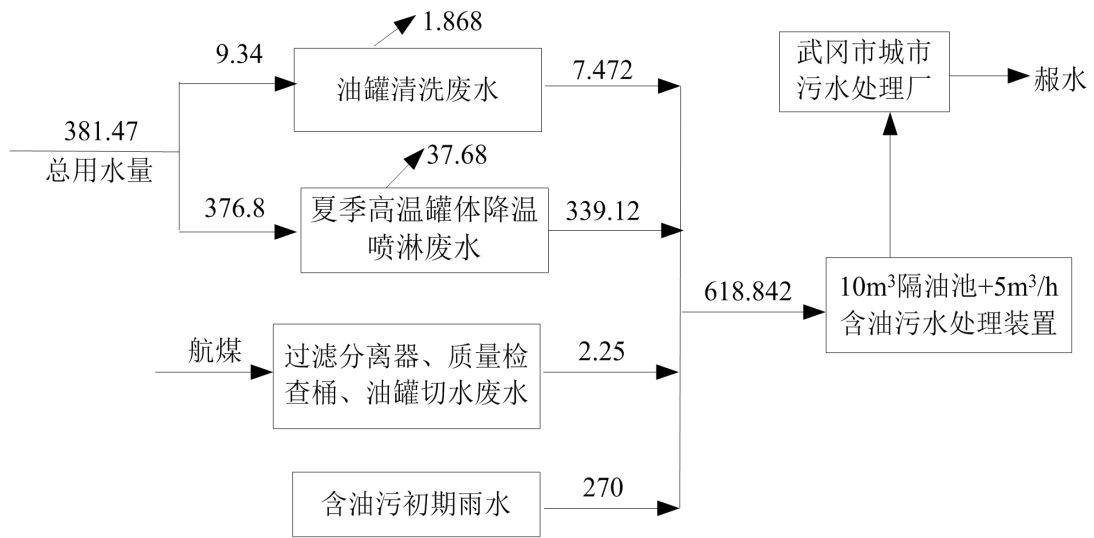 1.868
9.34
油罐清洗废水
7.472
武冈市城市
污水处理厂
赧水
381.47
总用水量
37.68
376.8
夏季高温罐体降温
喷淋废水
339.12
618.842
10m³隔油池+5m³/h
含油污水处理装置
航煤
过滤分离器、质量检
查桶、油罐切水废水
2.25
含油污初期雨水
270